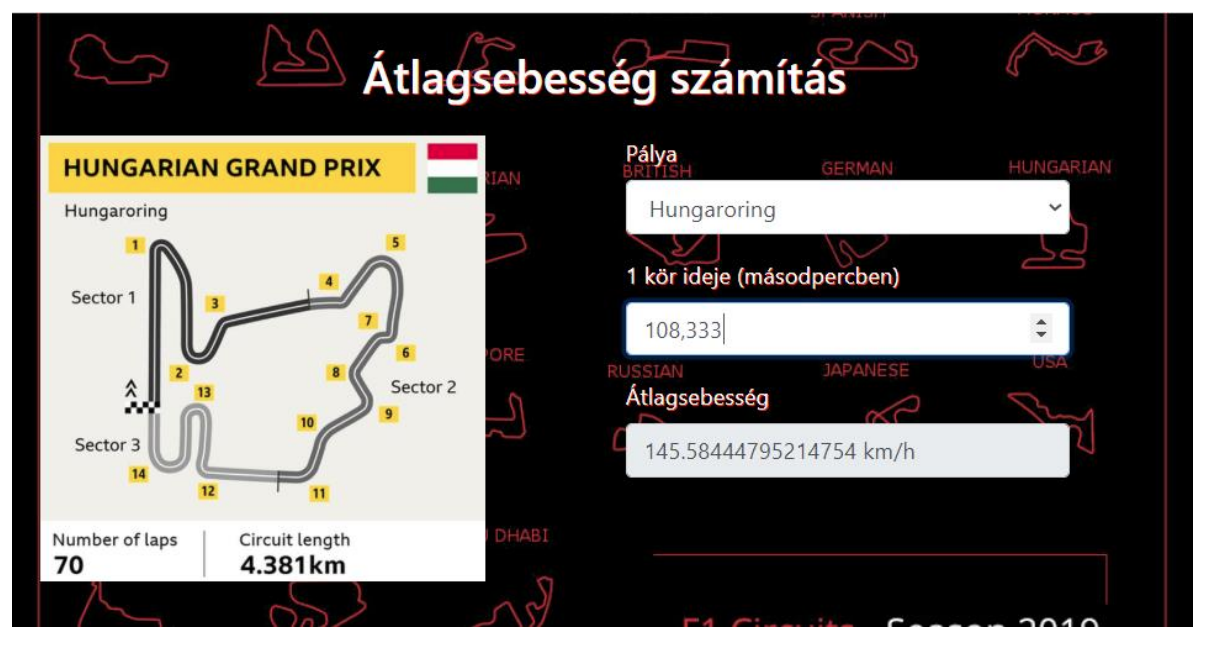 SPANISH
Átlagsebesség számítás
HUNGARIAN GRAND PRIX
Hungaroring
1
5
Sector 1
4
3
7
6
2
8
13
Sector 2
9
10
Sector 3
14
12
11
Number of laps
Circuit length
70
4.381km
Pálya
BRITISH
GERMAN
HUNGARIAN
Hungaroring
1 kör ideje (másodpercben)
108,333
RUSSIAN
JAPANESE
USA
Átlagsebesség
145.58444795214754 km/h
DHABI
F1 Circuits
Season 2019